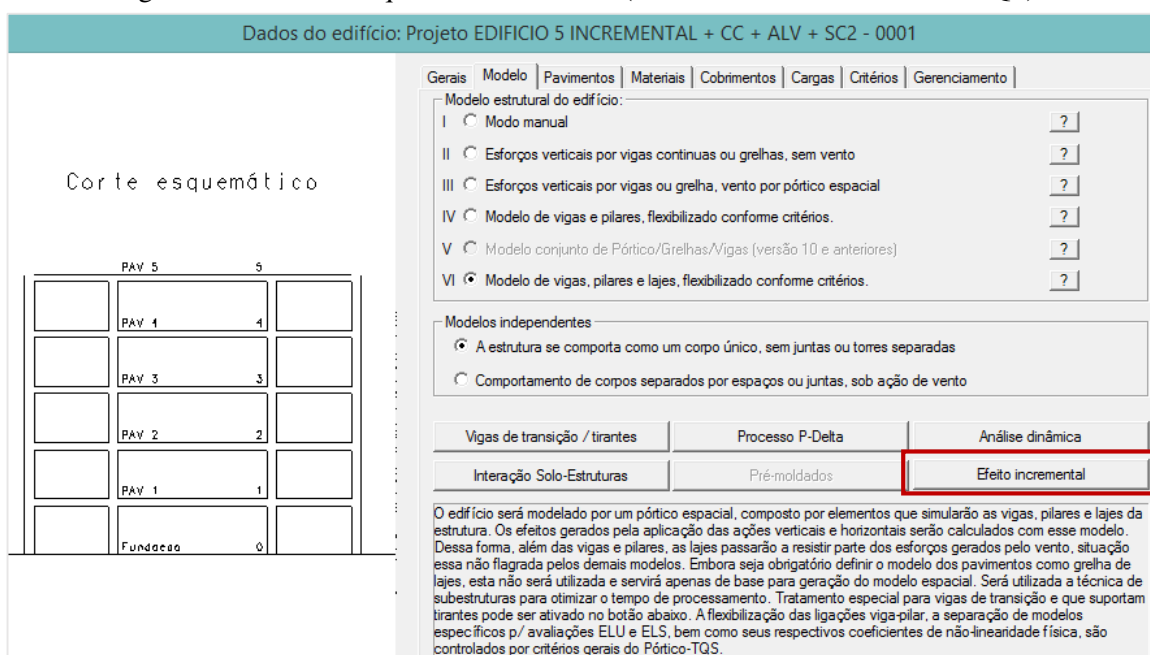 Dados do edifício: Projeto EDIFICIO 5 INCREMENTAL + CC + ALV + SC2 - 0001
Gerais Modelo Pavimentos Materiais Cobrimentos Cargas Critérios Gerenciamento
Modelo estrutural do edifício:
I Modo manual ?
II Esforços verticais por vigas continuas ou grelhas, sem vento ?
III Esforços verticais por vigas ou grelha, vento por pórtico espacial ?
IV Modelo de vigas e pilares, flexibilizado conforme critérios. ?
V Modelo conjunto de Pórtico/Grelhas/Vigas (versão 10 e anteriores) ?
VI Modelo de vigas, pilares e lajes, flexibilizado conforme critérios. ?
Modelos independentes
A estrutura se comporta como um corpo único, sem juntas ou torres separadas
Comportamento de corpos separados por espaços ou juntas, sob ação de vento
Vigas de transição / tirantes Processo P-Delta Análise dinâmica
Interação Solo-Estruturas Pré-moldados Efeito incremental
O edifício será modelado por um pórtico espacial, composto por elementos que simularão as vigas, pilares e lajes da
estrutura. Os efeitos gerados pela aplicação das ações verticais e horizontais serão calculados com esse modelo.
Dessa forma, além das vigas e pilares, as lajes passarão a resistir parte dos esforços gerados pelo vento, situação
essa não flagrada pelos demais modelos. Embora seja obrigatório definir o modelo dos pavimentos como grelha de
lajes, esta não será utilizada e servirá apenas de base para geração do modelo espacial. Será utilizada a técnica de
subestruturas para otimizar o tempo de processamento. Tratamento especial para vigas de transição e que suportam
tirantes pode ser ativado no botão abaixo. A flexibilização das ligações viga-pilar, a separação de modelos
específicos p/ avaliações ELU e ELS, bem como seus respectivos coeficientes de não-linearidade física, são
controlados por critérios gerais do Pórtico-TQS.
Corte esquemático
PAV 5 5
PAV 4 4
PAV 3 3
PAV 2 2
PAV 1 1
Fundacao 0